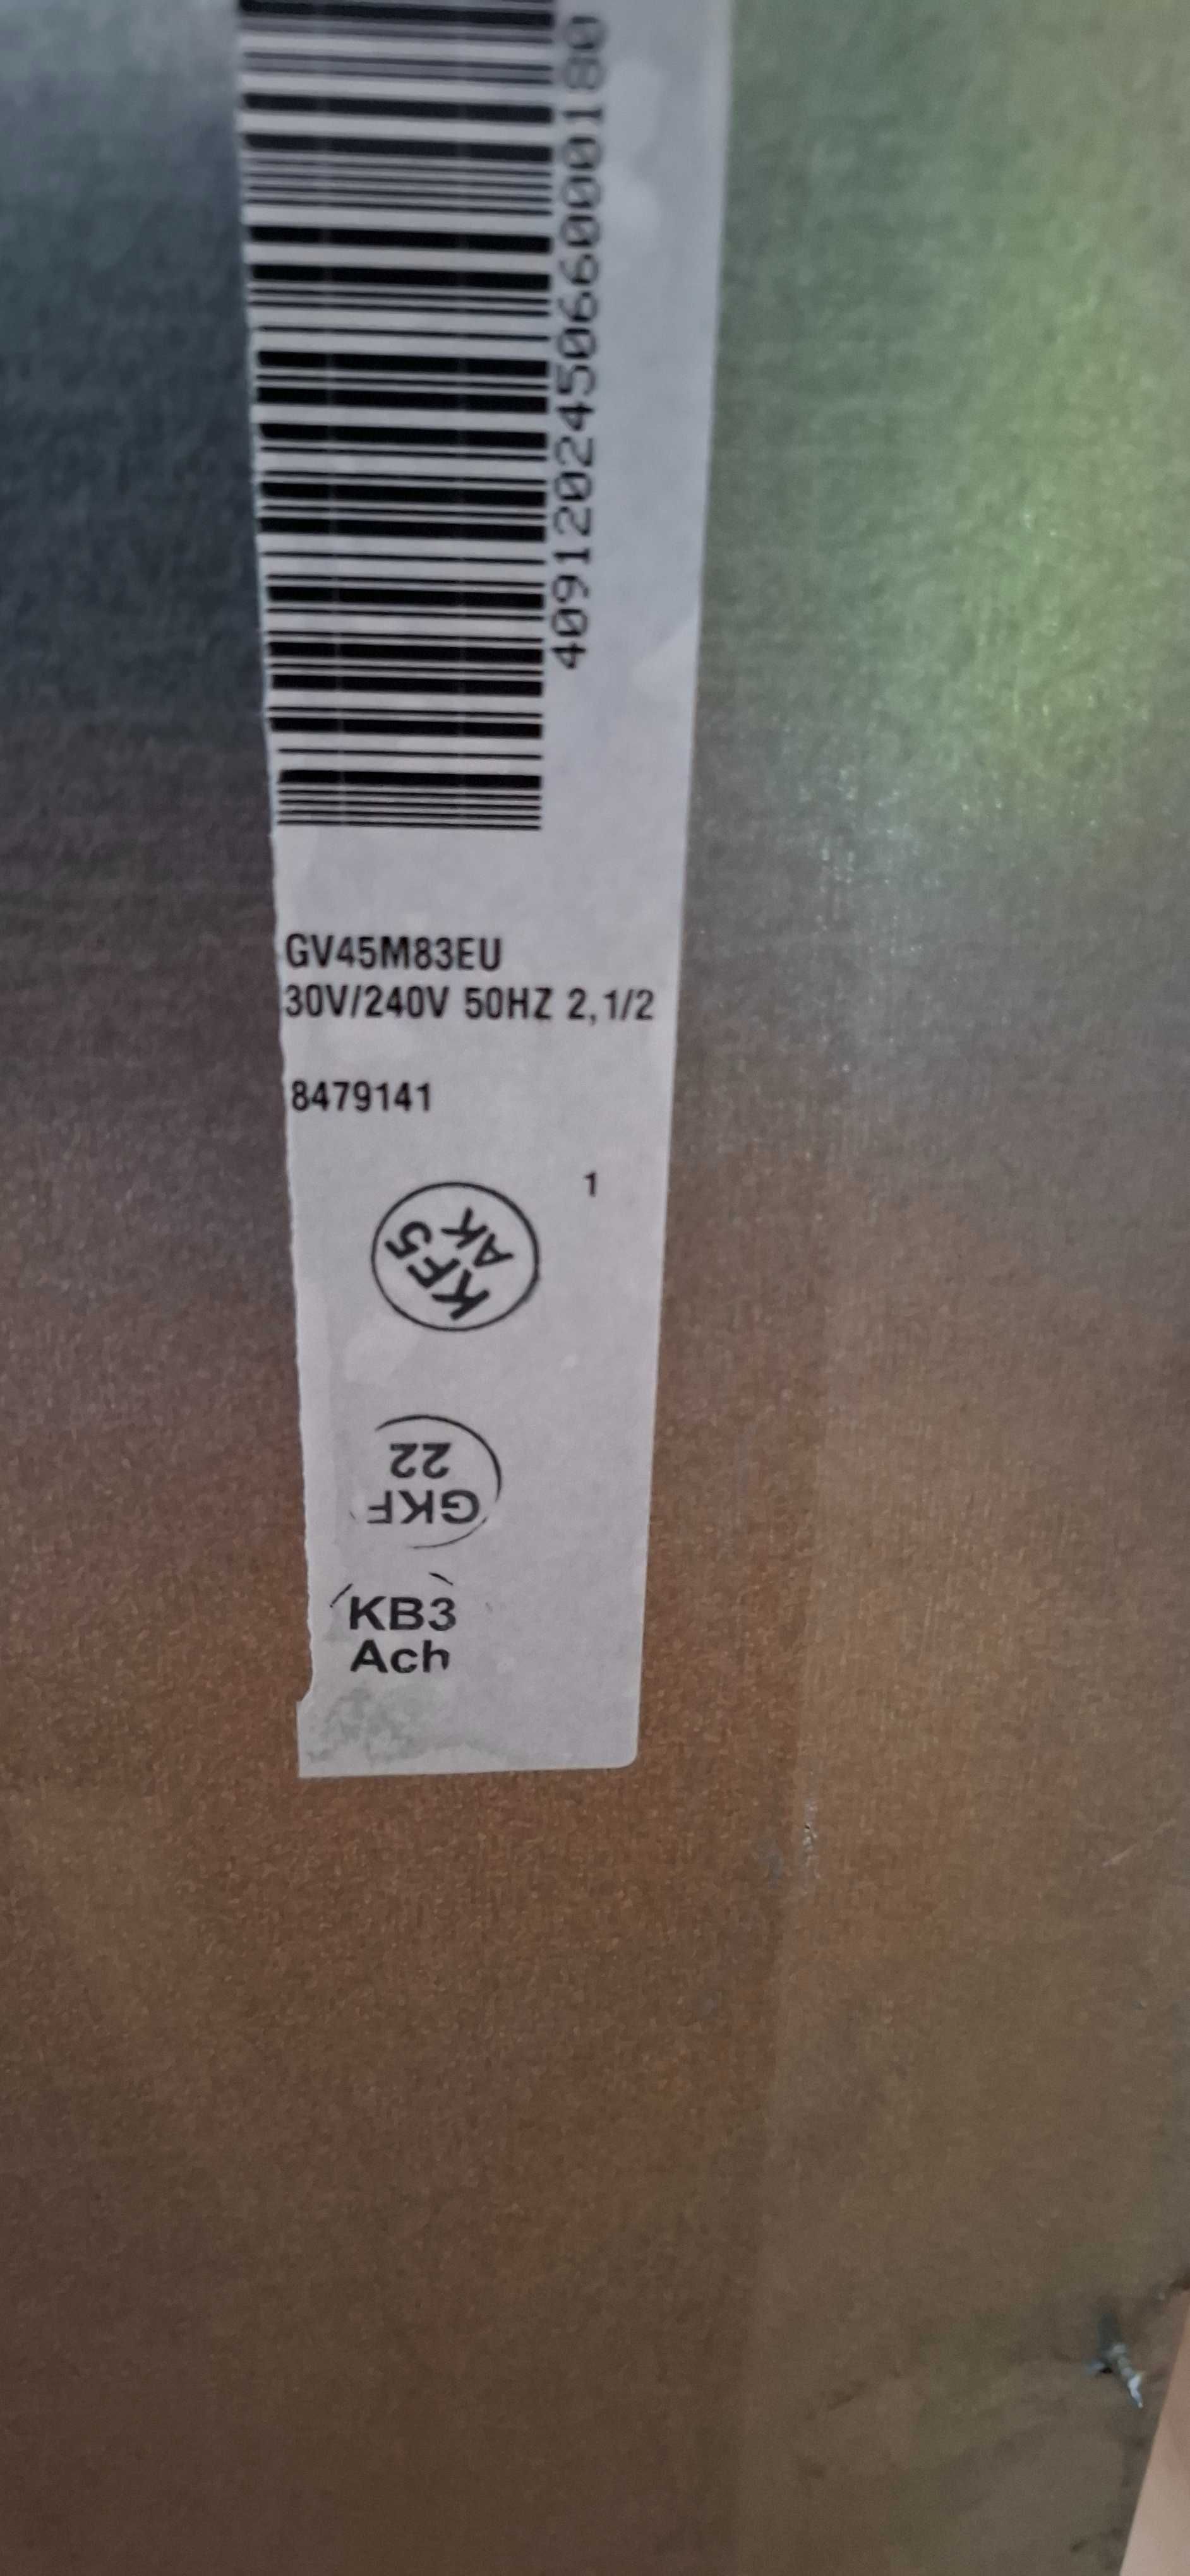 409120245066000180
GV45M83EU
30V/240V 50HZ 2,1/2
8479141
1
KF5
AK
GKF
22
KB3
Ach